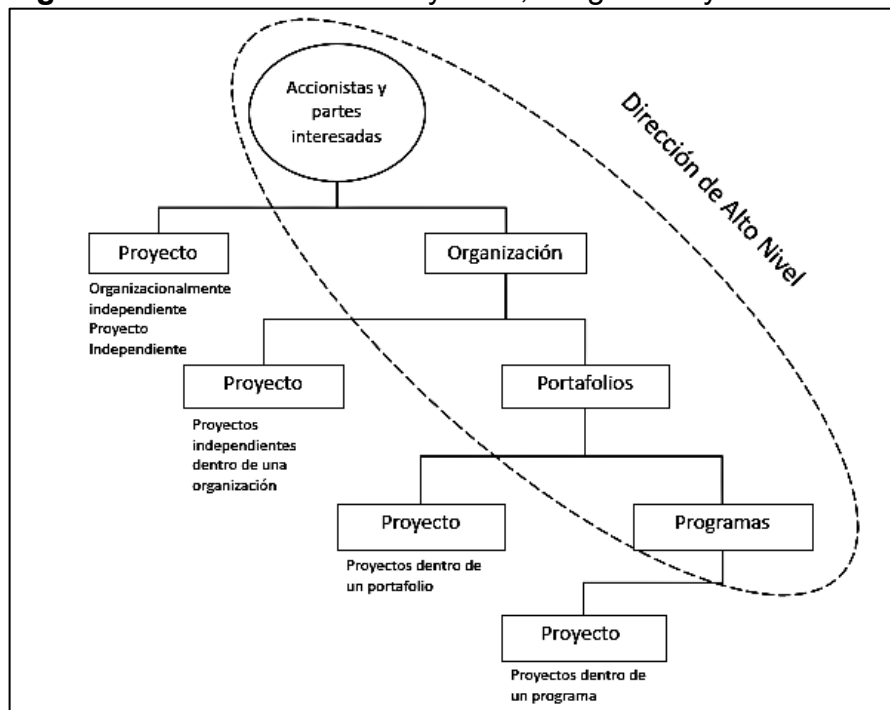 Accionistas y
partes
interesadas
Dirección de Alto Nivel
Proyecto
Organización
Organizacionalmente
independiente
Proyecto
Independiente
Proyecto
Portafolios
Proyectos
independientes
dentro de una
organización
Proyecto
Programas
Proyectos dentro de
un portafolio
Proyecto
Proyectos dentro de
un programa